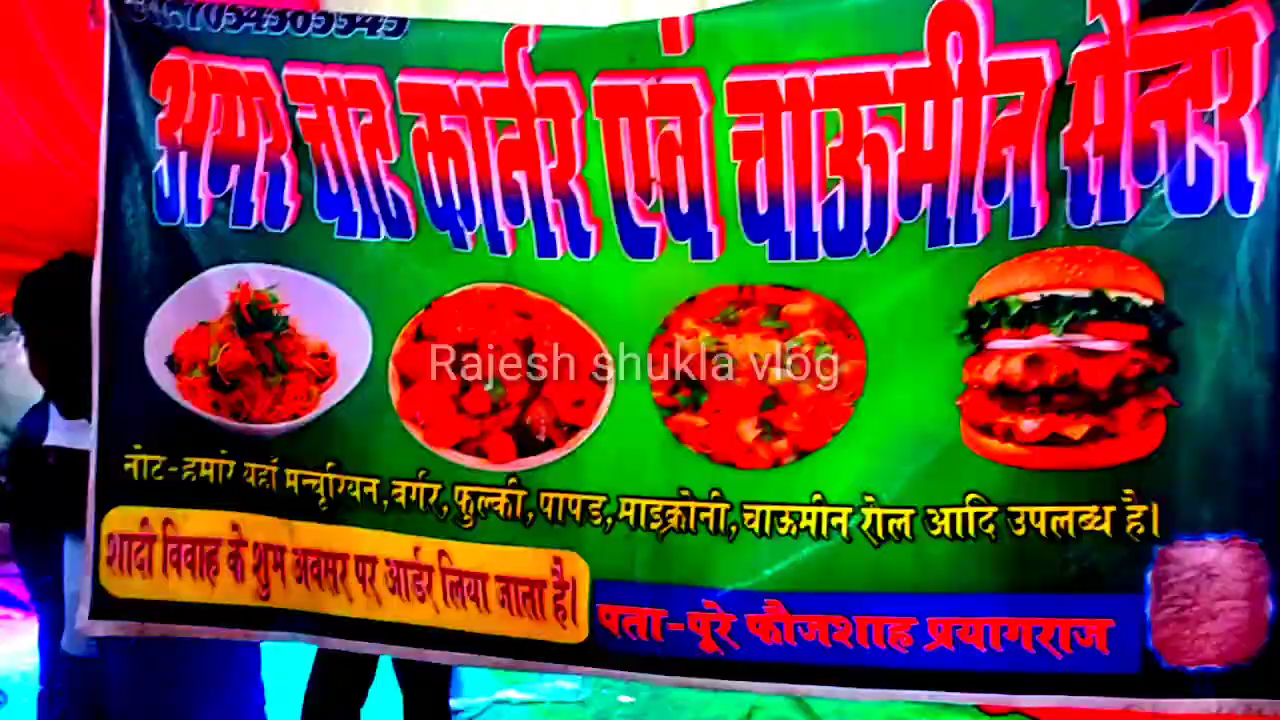 7054505545
अमर चाट कार्नर एवं चाऊमीन सेन्टर
Rajesh shukla vlog
नोट-हमारे यहाँ मन्चूरियन, बर्गर, फुल्की, पापड, माइक्रोनी, चाऊमीन रोल आदि उपलब्ध है।
शादी विवाह के शुभ अवसर पर आर्डर लिया जाता है।
पता-पूरे फौजशाह प्रयागराज